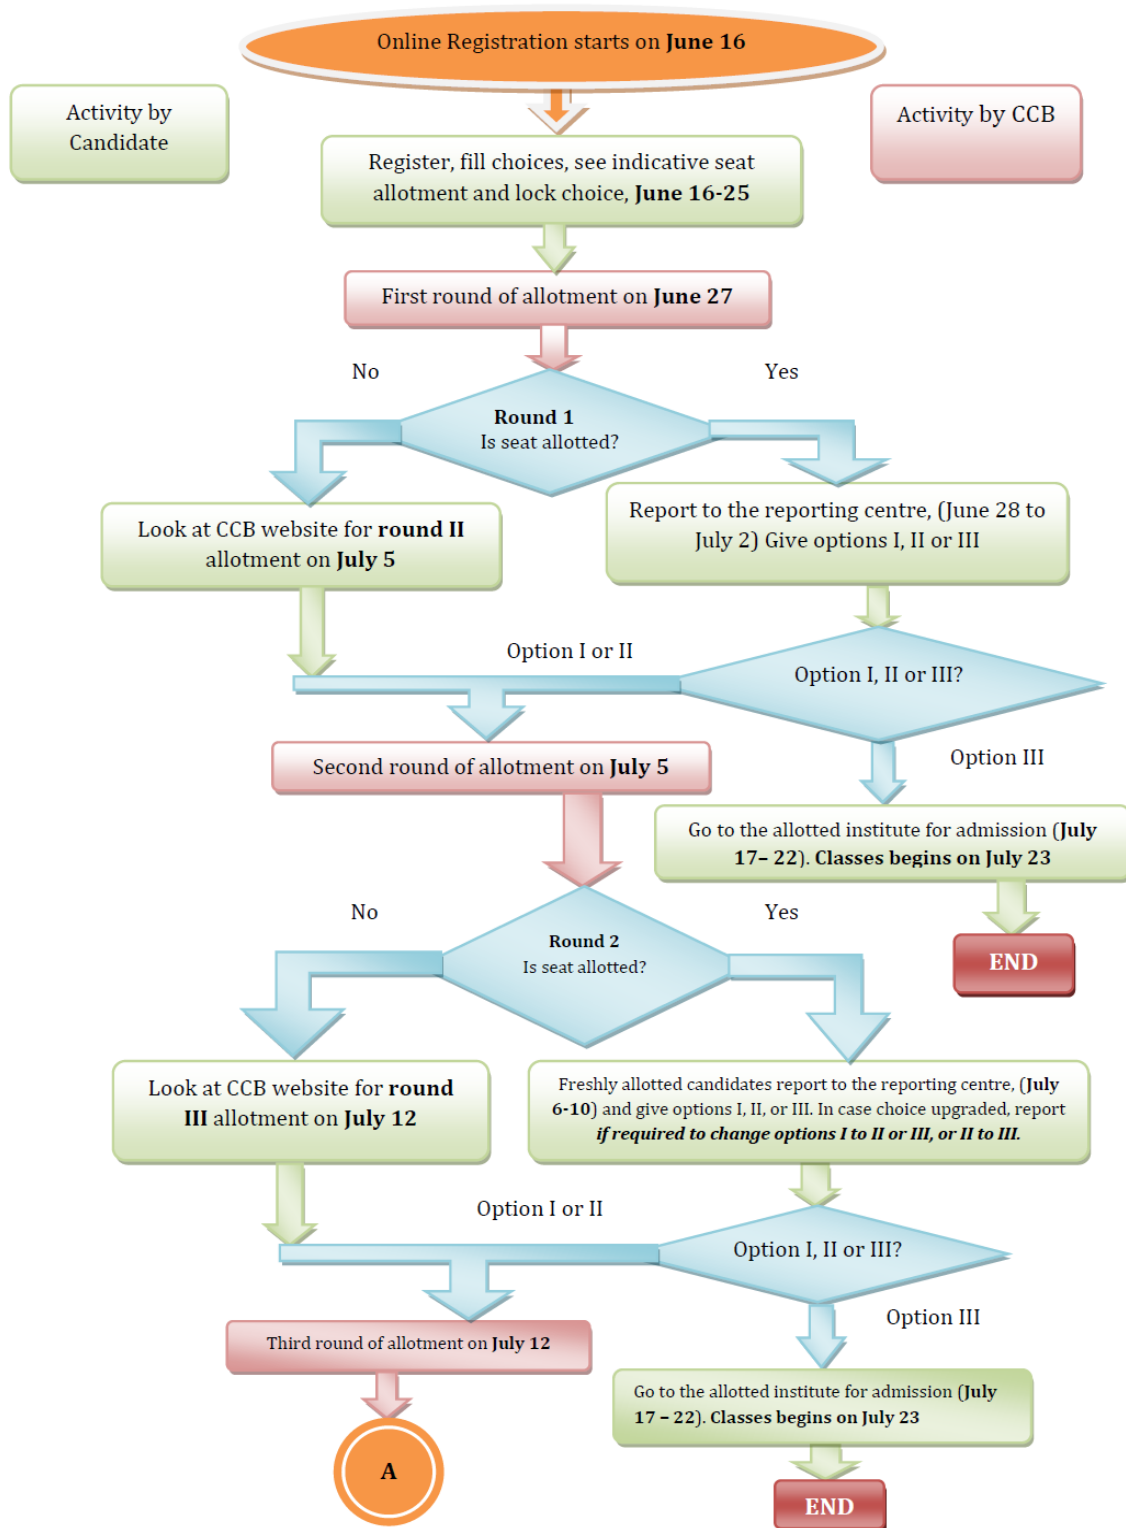 Online Registration starts on June 16
Activity by
Candidate
Activity by CCB
Register, fill choices, see indicative seat
allotment and lock choice, June 16-25
First round of allotment on June 27
No
Yes
Round 1
Is seat allotted?
Look at CCB website for round II
allotment on July 5
Report to the reporting centre, (June 28 to
July 2) Give options I, II or III
Option I or II
Option I, II or III?
Second round of allotment on July 5
Option III
Go to the allotted institute for admission (July
17– 22). Classes begins on July 23
No
Yes
Round 2
Is seat allotted?
END
Look at CCB website for round
III allotment on July 12
Freshly allotted candidates report to the reporting centre, (July
6-10) and give options I, II, or III. In case choice upgraded, report
if required to change options I to II or III, or II to III.
Option I or II
Option I, II or III?
Third round of allotment on July 12
Option III
Go to the allotted institute for admission (July
17 – 22). Classes begins on July 23
A
END